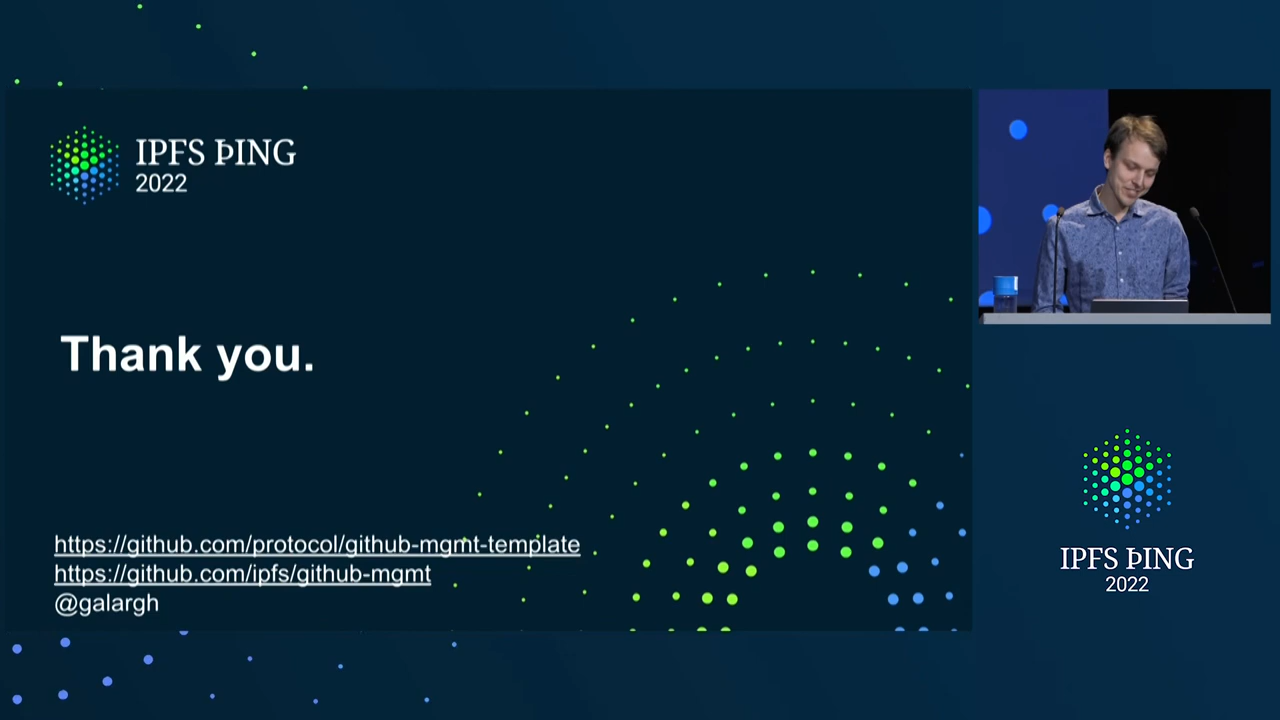 IPFS ÞING
2022
Thank you.
https://github.com/protocol/github-mgmt-template
https://github.com/ipfs/github-mgmt
@galargh
IPFS ÞING
2022